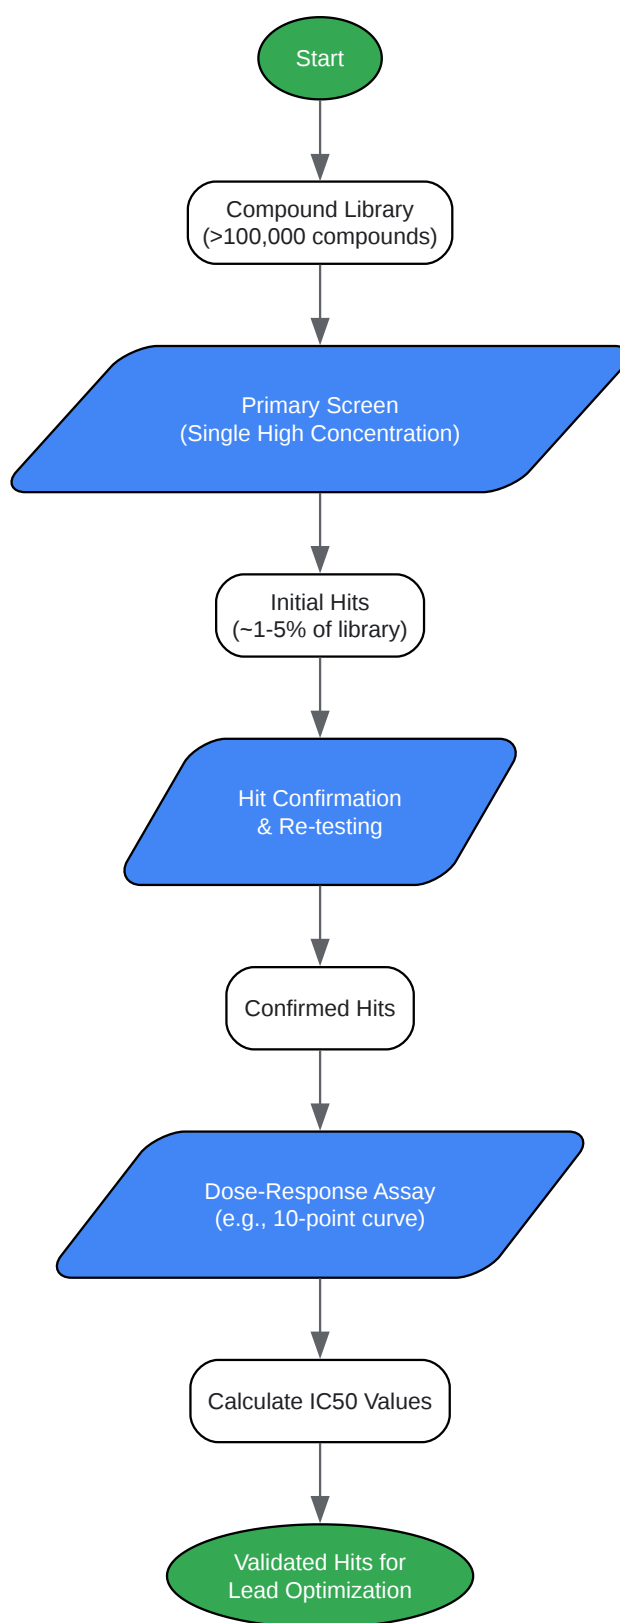 Start
Compound Library
(>100,000 compounds)
Primary Screen
(Single High Concentration)
Initial Hits
(~1-5% of library)
Hit Confirmation
& Re-testing
Confirmed Hits
Dose-Response Assay
(e.g., 10-point curve)
Calculate IC50 Values
Validated Hits for
Lead Optimization